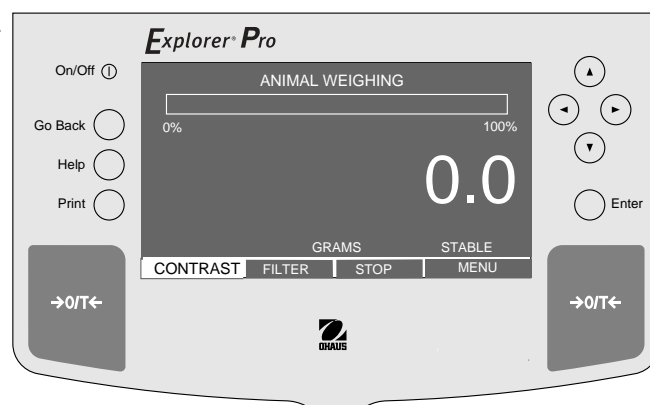 Explorer® Pro
On/Off
ANIMAL WEIGHING
0% 100%
Go Back
Help
Print
0.0
Enter
GRAMS STABLE
CONTRAST FILTER STOP MENU
→0/T← →0/T←
OHAUS